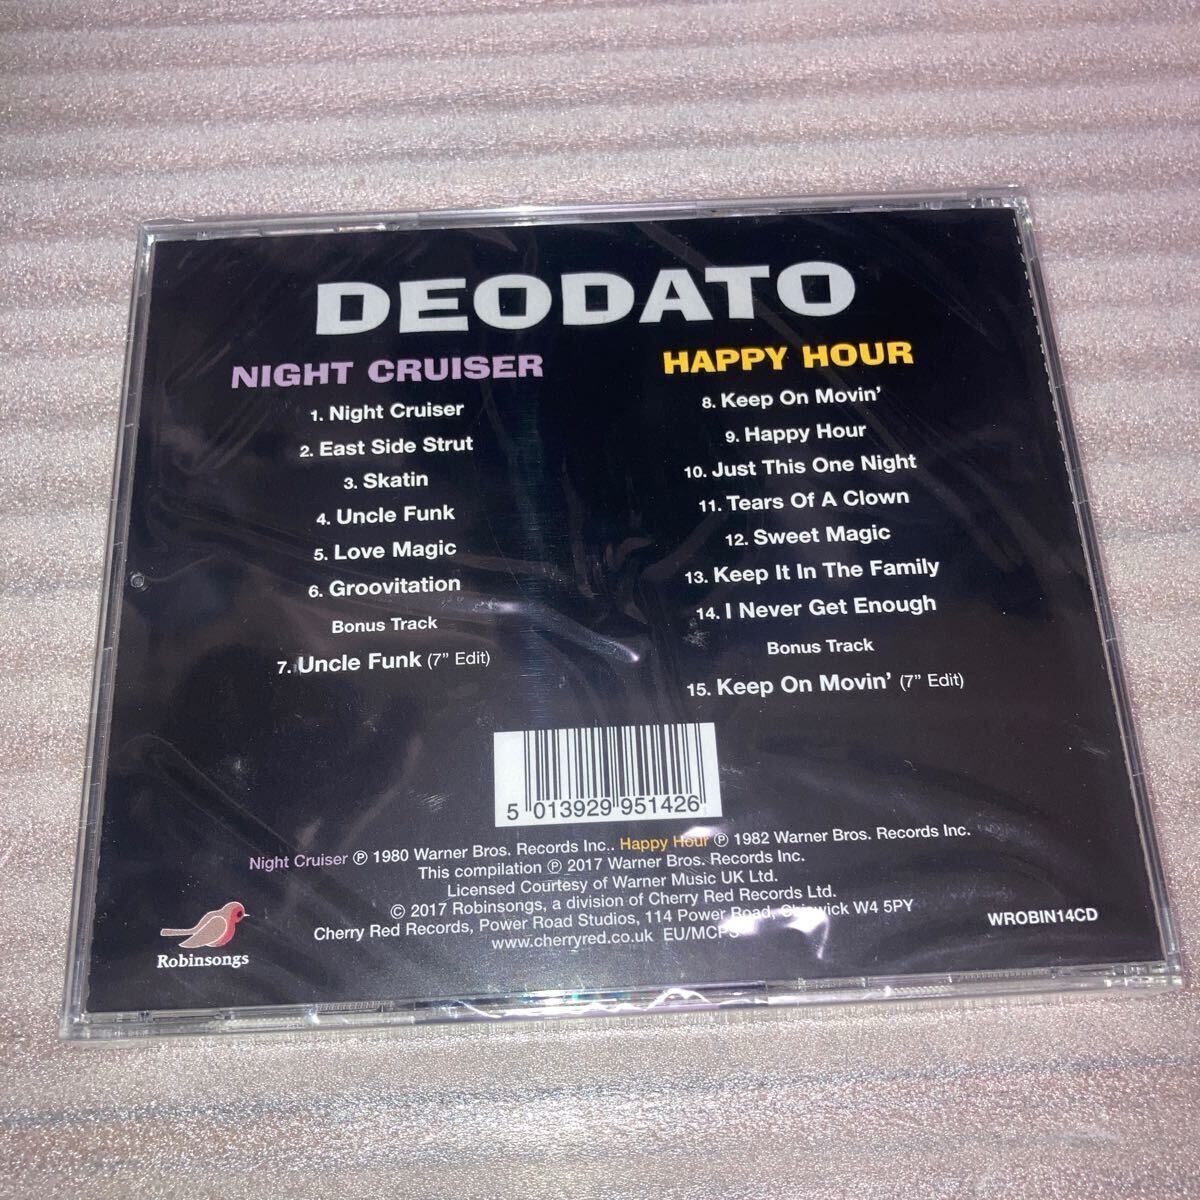 DEODATO
NIGHT CRUISER
1. Night Cruiser
2. East Side Strut
3. Skatin
4. Uncle Funk
5. Love Magic
6. Groovitation
Bonus Track
7. Uncle Funk (7” Edit)
HAPPY HOUR
8. Keep On Movin’
9. Happy Hour
10. Just This One Night
11. Tears Of A Clown
12. Sweet Magic
13. Keep It In The Family
14. I Never Get Enough
Bonus Track
15. Keep On Movin’ (7” Edit)
5 013929 951426
Night Cruiser ℗ 1980 Warner Bros. Records Inc.. Happy Hour ℗ 1982 Warner Bros. Records Inc.
This compilation ℗ 2017 Warner Bros. Records Inc.
Licensed Courtesy of Warner Music UK Ltd.
© 2017 Robinsongs, a division of Cherry Red Records Ltd.
Cherry Red Records, Power Road Studios, 114 Power Road, Chiswick W4 5PY
www.cherryred.co.uk EU/MCPS
Robinsongs
WROBIN14CD